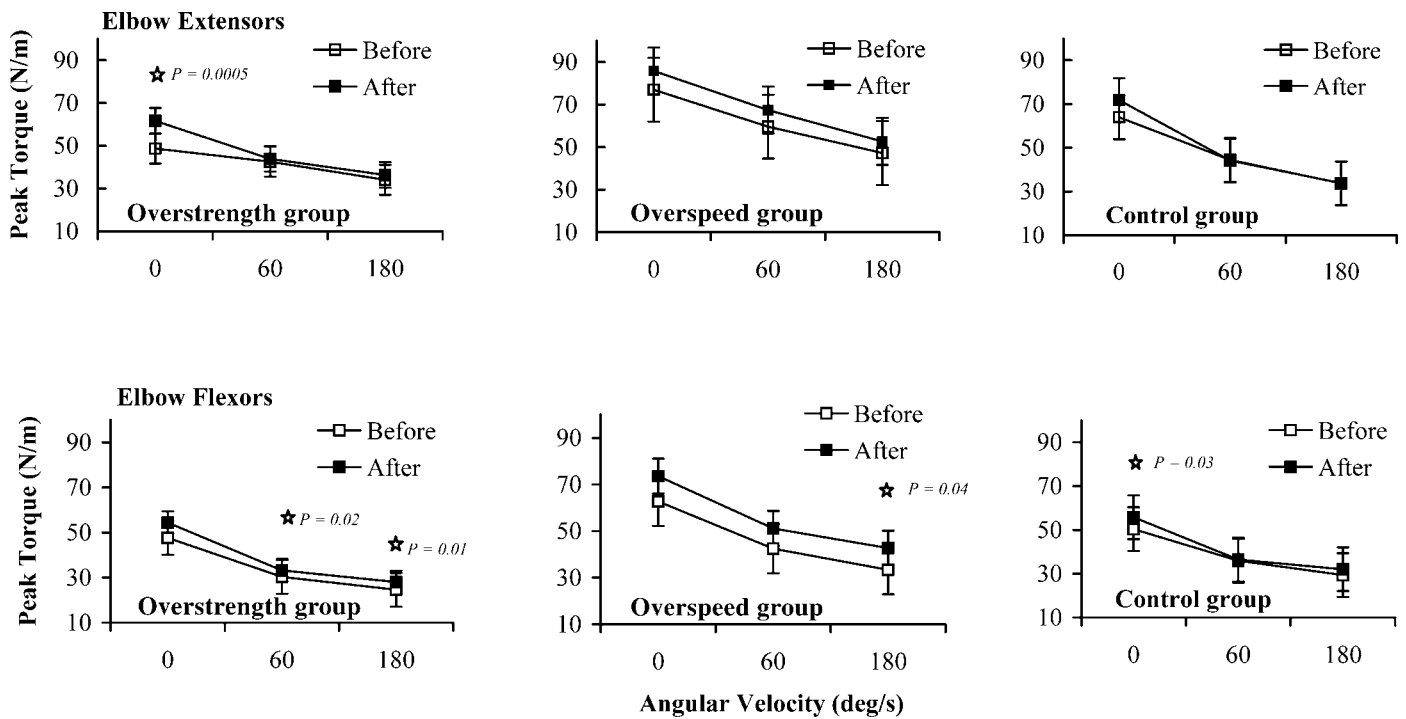 Elbow Extensors
Peak Torque (N/m)
90
70
50
30
10
P = 0.0005
Before
After
Overstrength group
0 60 180
90
70
50
30
10
Before
After
Overspeed group
0 60 180
90
70
50
30
10
Before
After
Control group
0 60 180
Elbow Flexors
Peak Torque (N/m)
90
70
50
30
10
Before
After
P = 0.02
P = 0.01
Overstrength group
0 60 180
90
70
50
30
10
Before
After
P = 0.04
Overspeed group
0 60 180
90
70
50
30
10
Before
After
P = 0.03
Control group
0 60 180
Angular Velocity (deg/s)